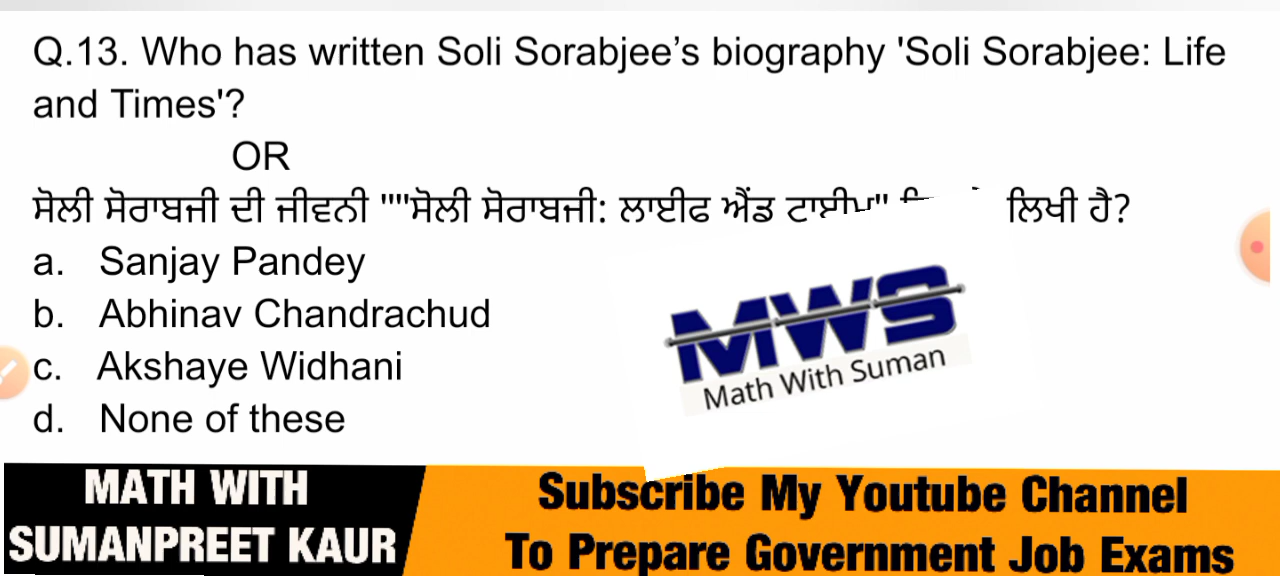 Q.13. Who has written Soli Sorabjee’s biography 'Soli Sorabjee: Life
and Times'?
OR
ਸੋਲੀ ਸੋਰਾਬਜੀ ਦੀ ਜੀਵਨੀ ""''ਸੋਲੀ ਸੋਰਾਬਜੀ: ਲਾਈਫ ਐਂਡ ਟਾਈਮ" ਲਿਖੀ ਹੈ?
a. Sanjay Pandey
b. Abhinav Chandrachud
c. Akshaye Widhani
d. None of these
MWS
Math With Suman
MATH WITH
SUMANPREET KAUR
Subscribe My Youtube Channel
To Prepare Government Job Exams